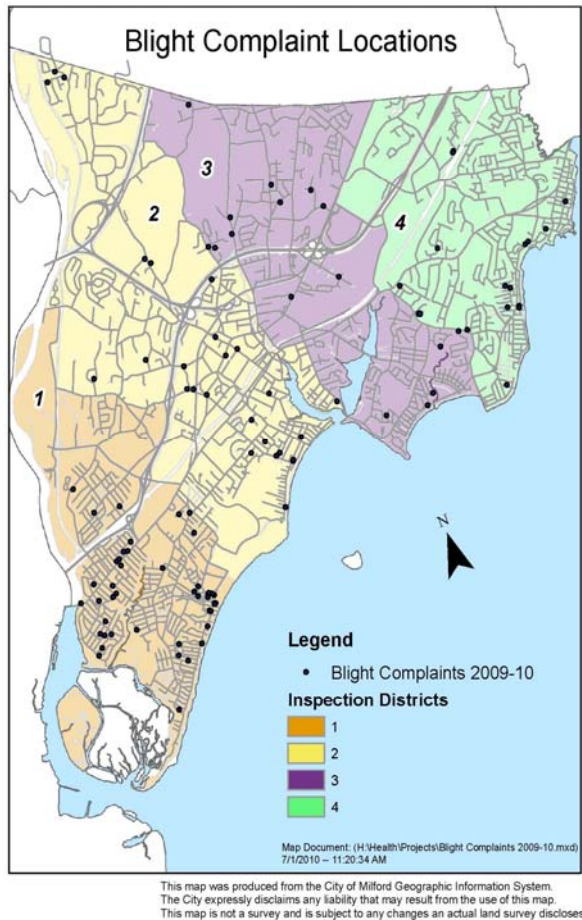 Blight Complaint Locations
3
2
4
1
N
Legend
Blight Complaints 2009-10
Inspection Districts
1
2
3
4
Map Document: (H:\Health\Projects\Blight Complaints 2009-10.mxd)
7/1/2010 -- 11:20:34 AM
This map was produced from the City of Milford Geographic Information System.
The City expressly disclaims any liability that may result from the use of this map.
This map is not a survey and is subject to any changes an actual land survey discloses